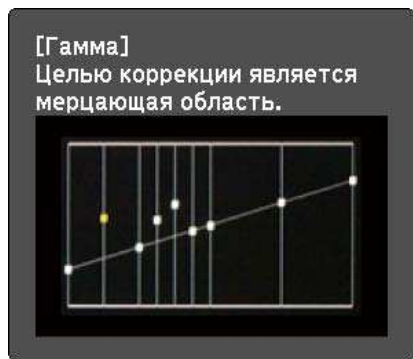 [Гамма]
Целью коррекции является
мерцающая область.